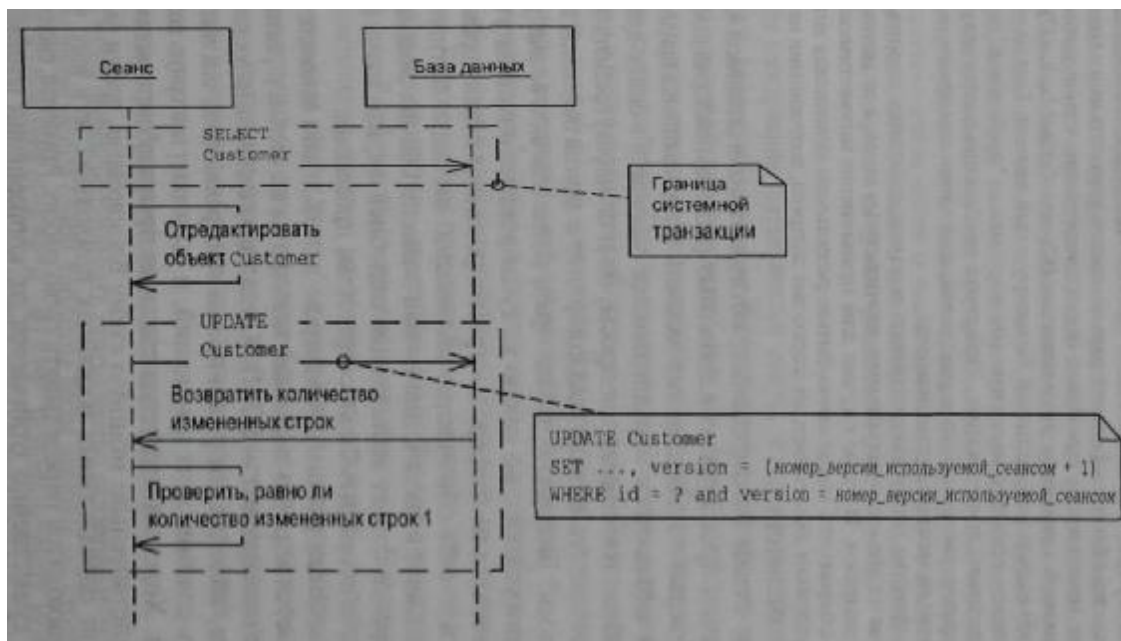 Сеанс
База данных
SELECT
Customer
Граница
системной
транзакции
Отредактировать
объект Customer
UPDATE
Customer
Возвратить количество
измененных строк
UPDATE Customer
SET ..., version = (номер_версии_используемой_сеансом + 1)
WHERE id = ? and version = номер_версии_используемой_сеансом
Проверить, равно ли
количество измененных строк 1